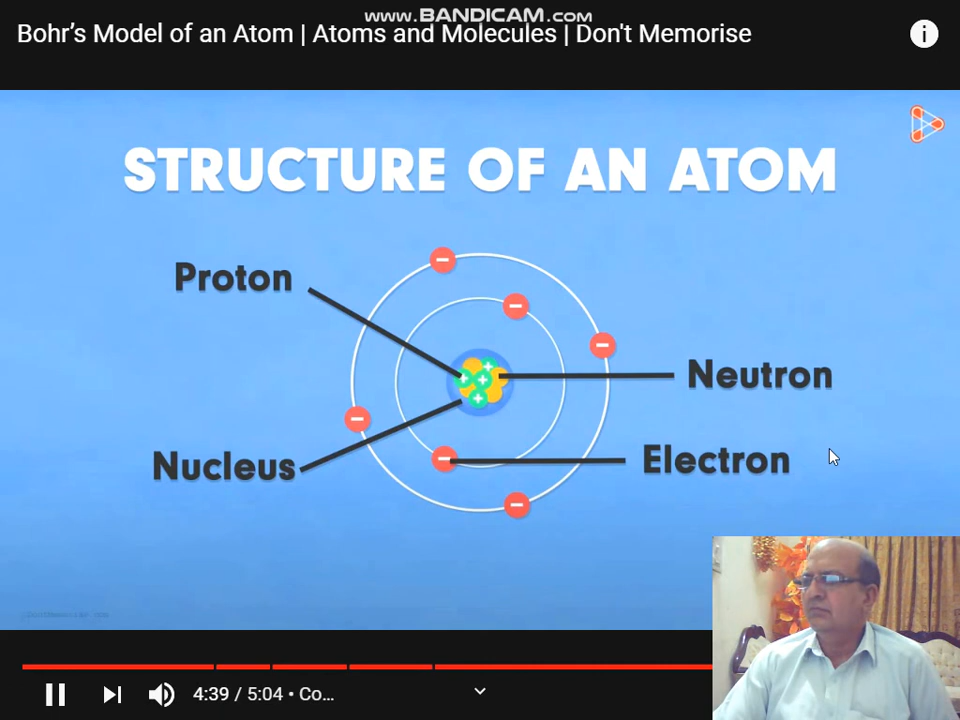 www.BANDICAM.com
Bohr’s Model of an Atom | Atoms and Molecules | Don't Memorise
STRUCTURE OF AN ATOM
Proton
Neutron
Nucleus
Electron
4:39 / 5:04 • Co...